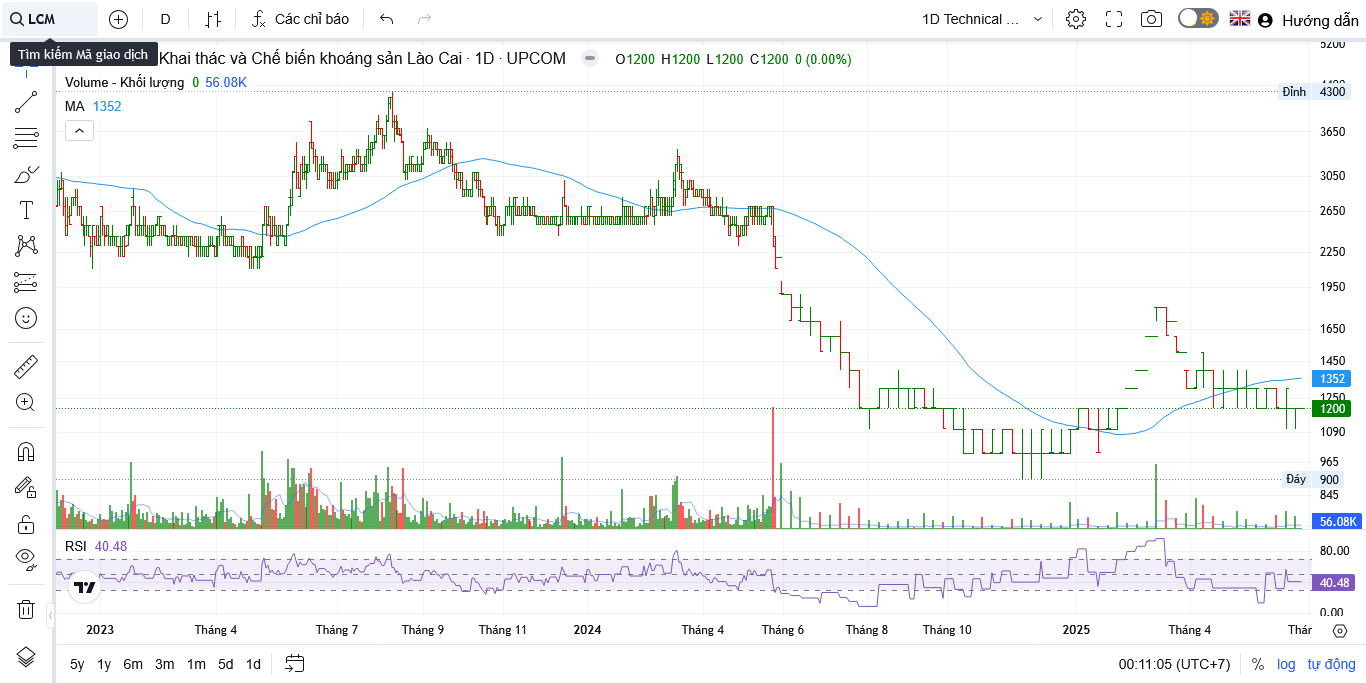 LCM
D
Các chỉ báo
1D Technical ...
Hướng dẫn
Tìm kiếm Mã giao dịch
Khai thác và Chế biến khoáng sản Lào Cai · 1D · UPCOM
O1200 H1200 L1200 C1200 0 (0.00%)
Volume - Khối lượng 0 56.08K
MA 1352
5200
Đỉnh 4300
3650
3050
2650
2250
1950
1650
1450
1352
1250
1200
1090
965
Đáy 900
845
56.08K
RSI 40.48
80.00
40.48
0.00
2023
Tháng 4
Tháng 7
Tháng 9
Tháng 11
2024
Tháng 4
Tháng 6
Tháng 8
Tháng 10
2025
Tháng 4
Thár
5y 1y 6m 3m 1m 5d 1d
00:11:05 (UTC+7)
% log tự động